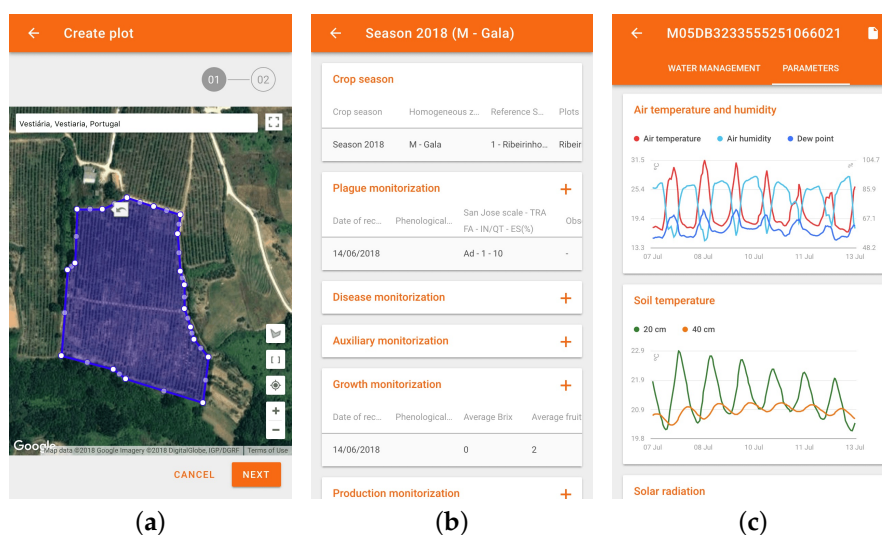 Create plot
01
02
Vestiária, Vestiaria, Portugal
Google
Map data ©2018 Google Imagery ©2018 DigitalGlobe, IGP/DGRF
Terms of Use
CANCEL
NEXT
(a)
Season 2018 (M - Gala)
Crop season
Crop season Homogeneous z... Reference S... Plots
Season 2018 M - Gala 1 - Ribeirinho... Ribeir
Plague monitorization +
Date of rec... Phenological... San Jose scale - TRA Obs
FA - IN/QT - ES(%)
14/06/2018 Ad - 1 - 10 -
Disease monitorization +
Auxiliary monitorization +
Growth monitorization +
Date of rec... Phenological... Average Brix Average fruit
14/06/2018 0 2
Production monitorization +
(b)
M05DB3233555251066021
WATER MANAGEMENT PARAMETERS
Air temperature and humidity
Air temperature Air humidity Dew point
31.5 ºC % 104.7
25.4 85.9
19.4 67.1
13.3 48.2
07 Jul 08 Jul 10 Jul 11 Jul 13 Jul
Soil temperature
20 cm 40 cm
22.9 ºC
21.9
20.9
19.8
07 Jul 08 Jul 10 Jul 11 Jul 13 Jul
Solar radiation
(c)